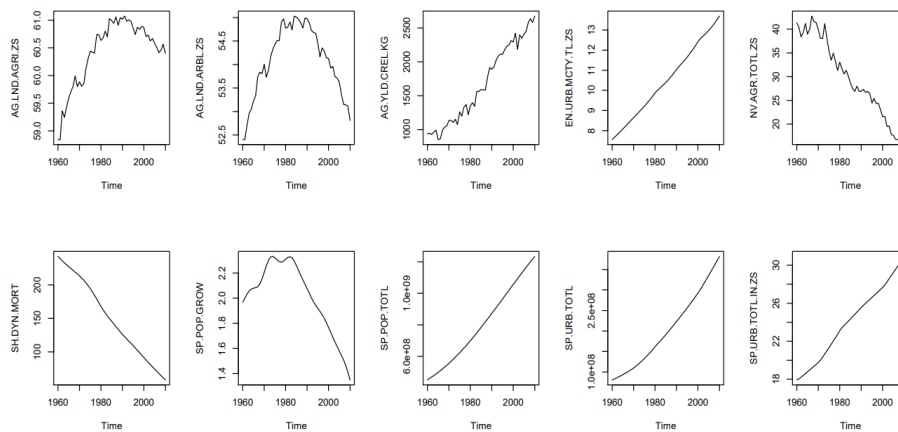 AG.LND.AGRI.ZS
61.0
60.5
60.0
59.5
59.0
1960 1980 2000
Time
AG.LND.ARBL.ZS
54.5
53.5
52.5
1960 1980 2000
Time
AG.YLD.CREL.KG
2500
2000
1500
1000
1960 1980 2000
Time
EN.URB.MCTY.TL.ZS
13
12
11
10
9
8
1960 1980 2000
Time
NV.AGR.TOTL.ZS
40
35
30
25
20
1960 1980 2000
Time
SH.DYN.MORT
200
150
100
1960 1980 2000
Time
SP.POP.GROW
2.2
2.0
1.8
1.6
1.4
1960 1980 2000
Time
SP.POP.TOTL
1.0e+09
6.0e+08
1960 1980 2000
Time
SP.URB.TOTL
2.5e+08
1.0e+08
1960 1980 2000
Time
SP.URB.TOTL.IN.ZS
30
26
22
18
1960 1980 2000
Time